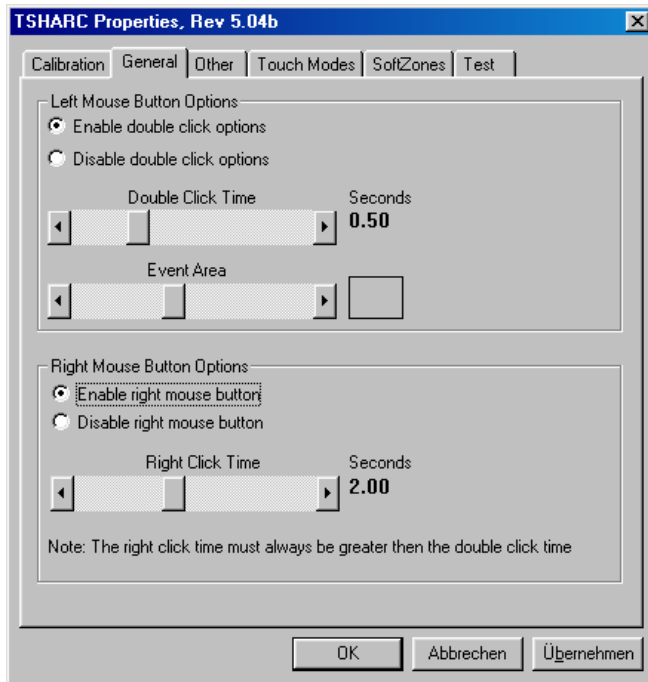 TSHARC Properties, Rev 5.04b
Calibration General Other Touch Modes SoftZones Test
Left Mouse Button Options
Enable double click options
Disable double click options
Double Click Time Seconds
0.50
Event Area
Right Mouse Button Options
Enable right mouse button
Disable right mouse button
Right Click Time Seconds
2.00
Note: The right click time must always be greater then the double click time
OK Abbrechen Übernehmen